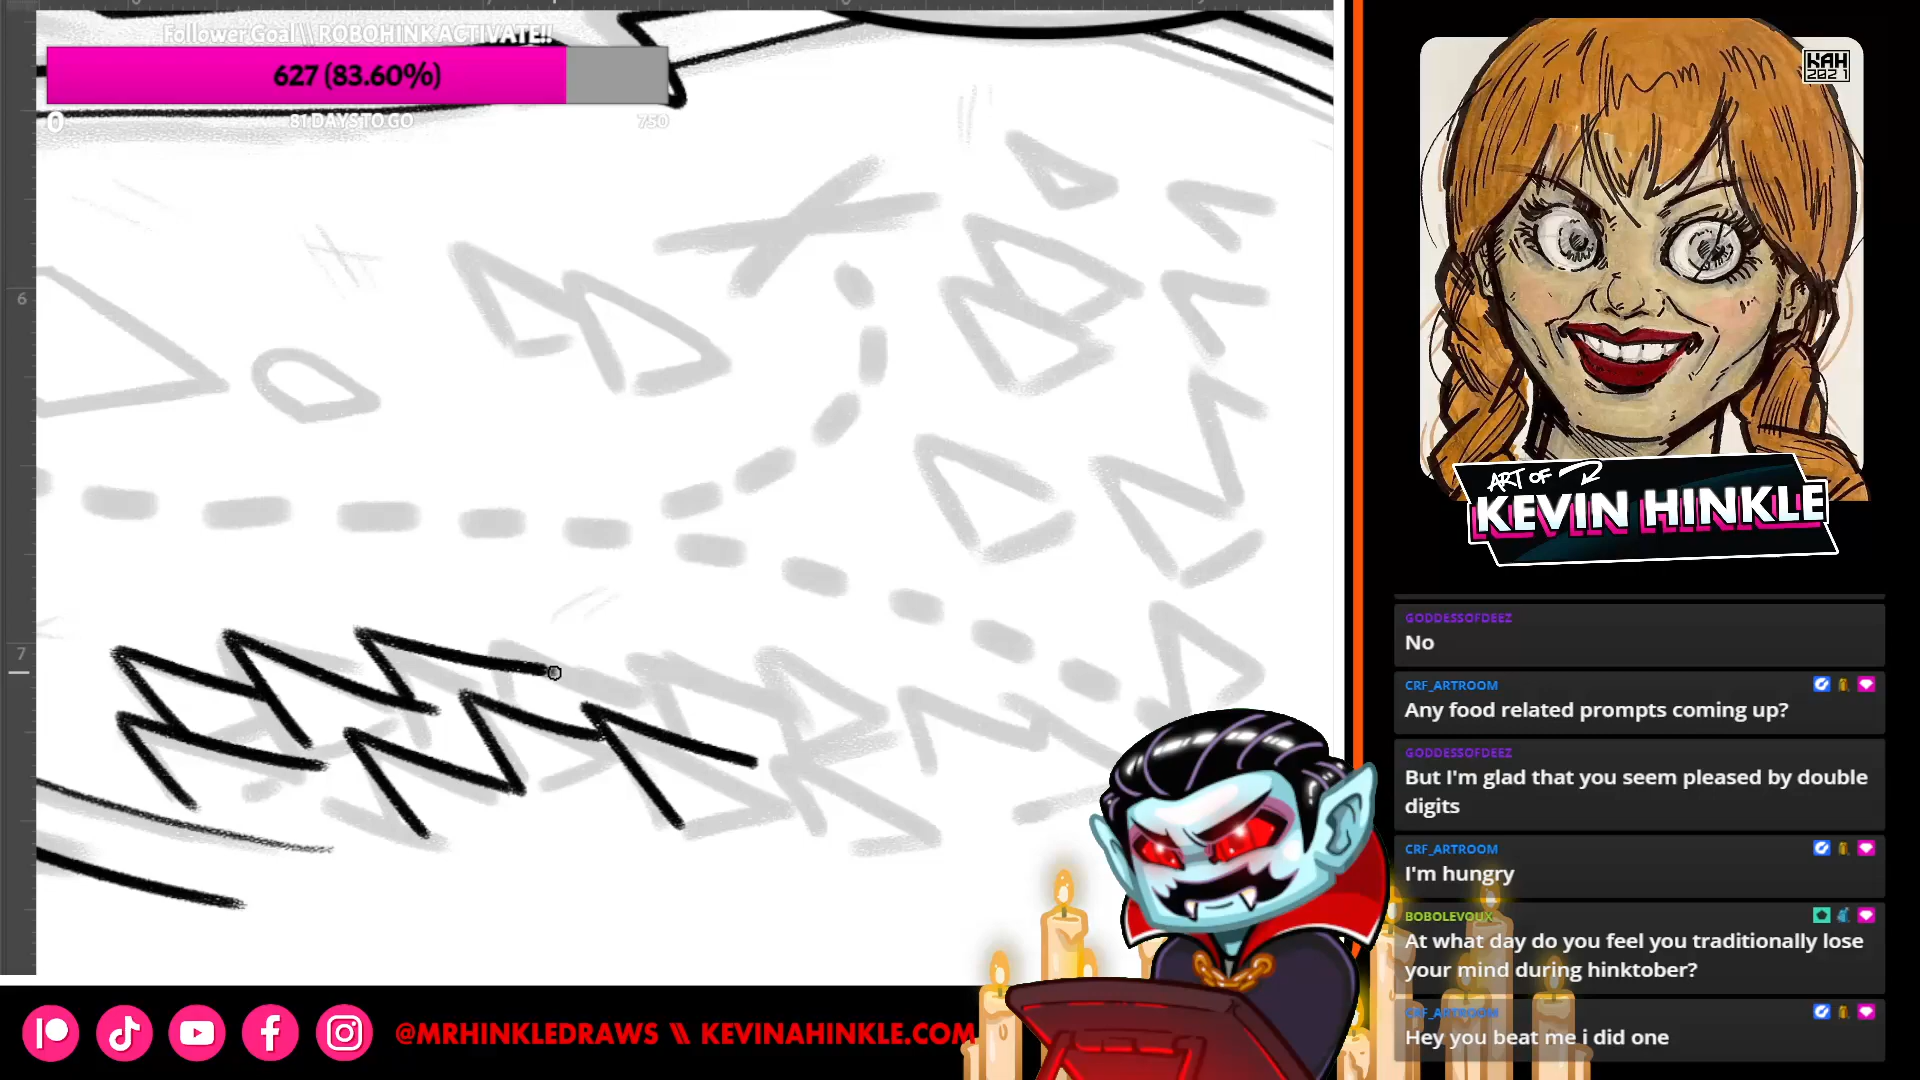 Follower Goal \\ ROBOHINK ACTIVATE!!
627 (83.60%)
0
81 DAYS TO GO
750
6
7
KAH
2021
ART OF
KEVIN HINKLE
GODDESSOFDEEZ
No
CRF_ARTROOM
Any food related prompts coming up?
GODDESSOFDEEZ
But I'm glad that you seem pleased by double
digits
CRF_ARTROOM
I'm hungry
BOBOLEVOUX
At what day do you feel you traditionally lose
your mind during hinktober?
CRF_ARTROOM
Hey you beat me i did one
@MRHINKLEDRAWS \\ KEVINAHINKLE.COM